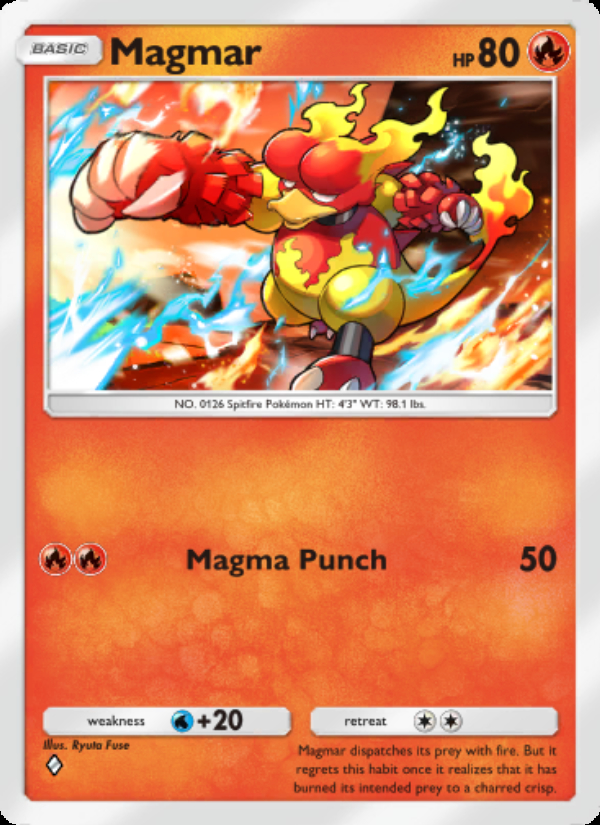 BASIC Magmar HP 80
NO. 0126 Spitfire Pokémon HT: 4'3" WT: 98.1 lbs.
Magma Punch 50
weakness +20 retreat
Illus. Ryuta Fuse
Magmar dispatches its prey with fire. But it
regrets this habit once it realizes that it has
burned its intended prey to a charred crisp.